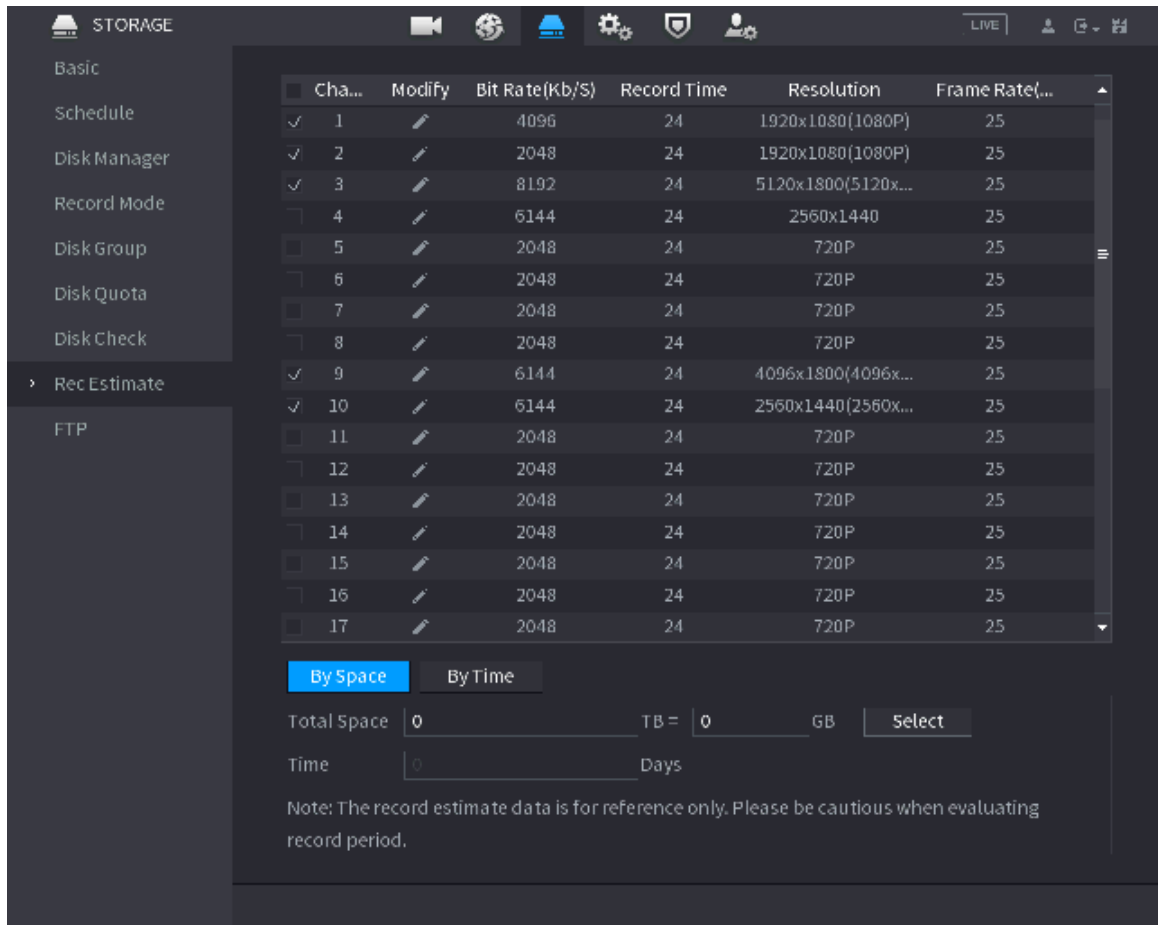 STORAGE LIVE
Basic
Schedule
Disk Manager
Record Mode
Disk Group
Disk Quota
Disk Check
Rec Estimate
FTP
Cha... Modify Bit Rate(Kb/S) Record Time Resolution Frame Rate(...
1 4096 24 1920x1080(1080P) 25
2 2048 24 1920x1080(1080P) 25
3 8192 24 5120x1800(5120x... 25
4 6144 24 2560x1440 25
5 2048 24 720P 25
6 2048 24 720P 25
7 2048 24 720P 25
8 2048 24 720P 25
9 6144 24 4096x1800(4096x... 25
10 6144 24 2560x1440(2560x... 25
11 2048 24 720P 25
12 2048 24 720P 25
13 2048 24 720P 25
14 2048 24 720P 25
15 2048 24 720P 25
16 2048 24 720P 25
17 2048 24 720P 25
By Space By Time
Total Space 0 TB = 0 GB Select
Time 0 Days
Note: The record estimate data is for reference only. Please be cautious when evaluating
record period.